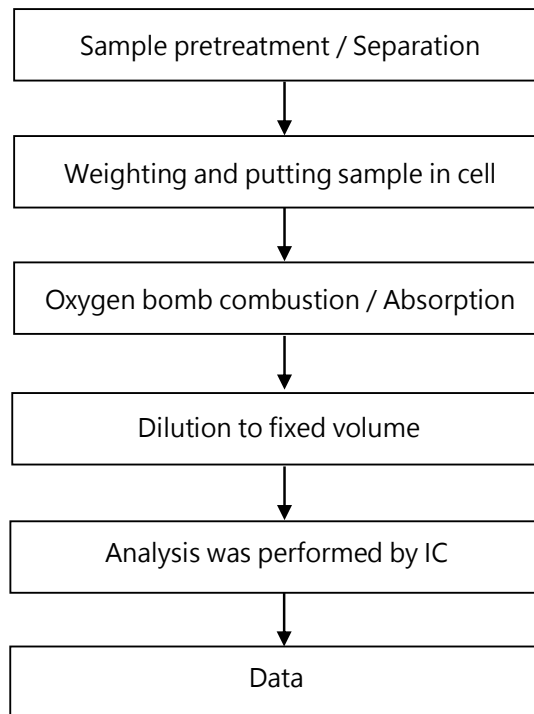 Sample pretreatment / Separation
Weighting and putting sample in cell
Oxygen bomb combustion / Absorption
Dilution to fixed volume
Analysis was performed by IC
Data